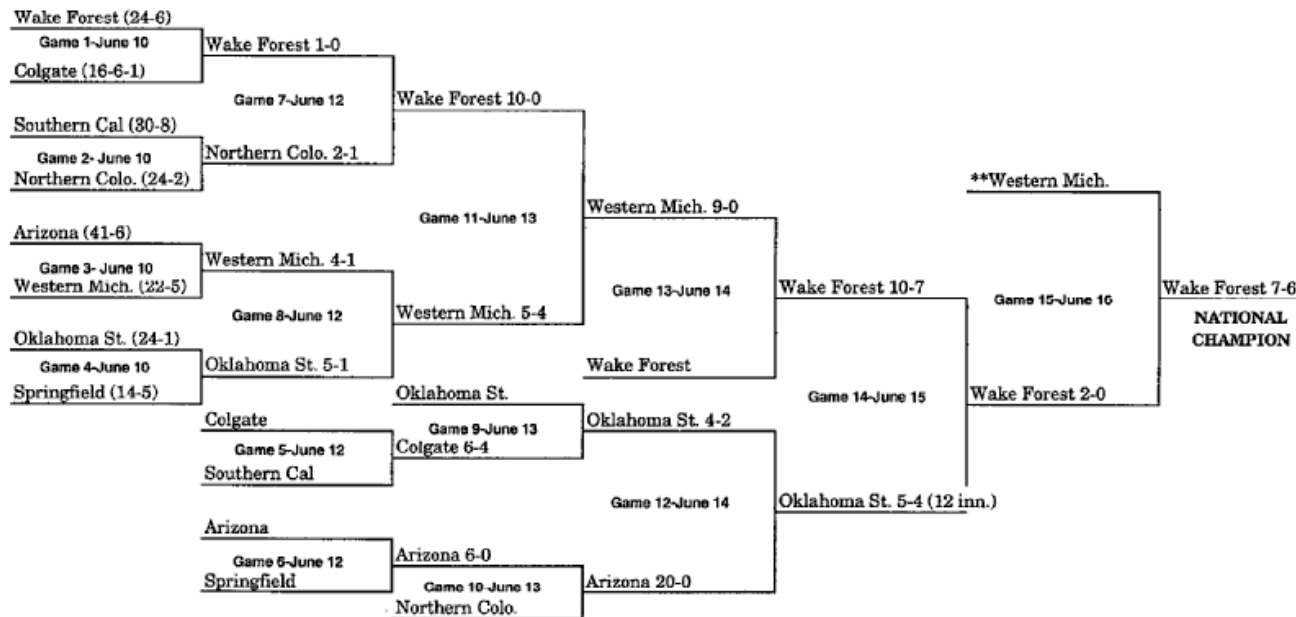 Wake Forest (24-6)
Game 1-June 10
Wake Forest 1-0
Colgate (16-6-1)
Game 7-June 12
Wake Forest 10-0
Southern Cal (30-8)
Game 2- June 10
Northern Colo. 2-1
Northern Colo. (24-2)
**Western Mich.
Game 11-June 13
Western Mich. 9-0
Arizona (41-6)
Game 3- June 10
Western Mich. 4-1
Western Mich. (22-5)
Game 13-June 14
Wake Forest 10-7
Game 15-June 16
Wake Forest 7-6
NATIONAL
CHAMPION
Game 8-June 12
Western Mich. 5-4
Oklahoma St. (24-1)
Game 4-June 10
Oklahoma St. 5-1
Wake Forest
Springfield (14-5)
Oklahoma St.
Game 14-June 15
Wake Forest 2-0
Colgate
Game 9-June 13
Oklahoma St. 4-2
Game 5-June 12
Colgate 6-4
Southern Cal
Game 12-June 14
Oklahoma St. 5-4 (12 inn.)
Arizona
Game 6-June 12
Arizona 6-0
Springfield
Game 10-June 13
Arizona 20-0
Northern Colo.